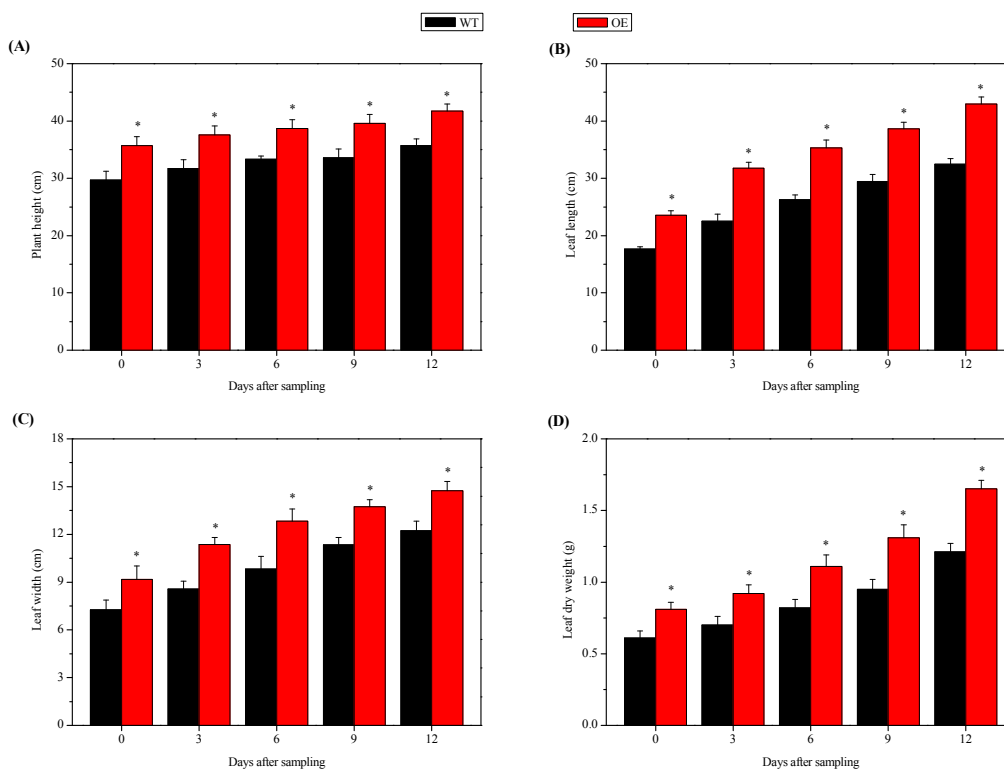 WT
OE
(A)
50
40
30
20
10
0
Plant height (cm)
*
*
*
*
*
0 3 6 9 12
Days after sampling
(B)
50
40
30
20
10
0
Leaf length (cm)
*
*
*
*
*
0 3 6 9 12
Days after sampling
(C)
18
15
12
9
6
3
0
Leaf width (cm)
*
*
*
*
*
0 3 6 9 12
Days after sampling
(D)
2.0
1.5
1.0
0.5
0.0
Leaf dry weight (g)
*
*
*
*
*
0 3 6 9 12
Days after sampling